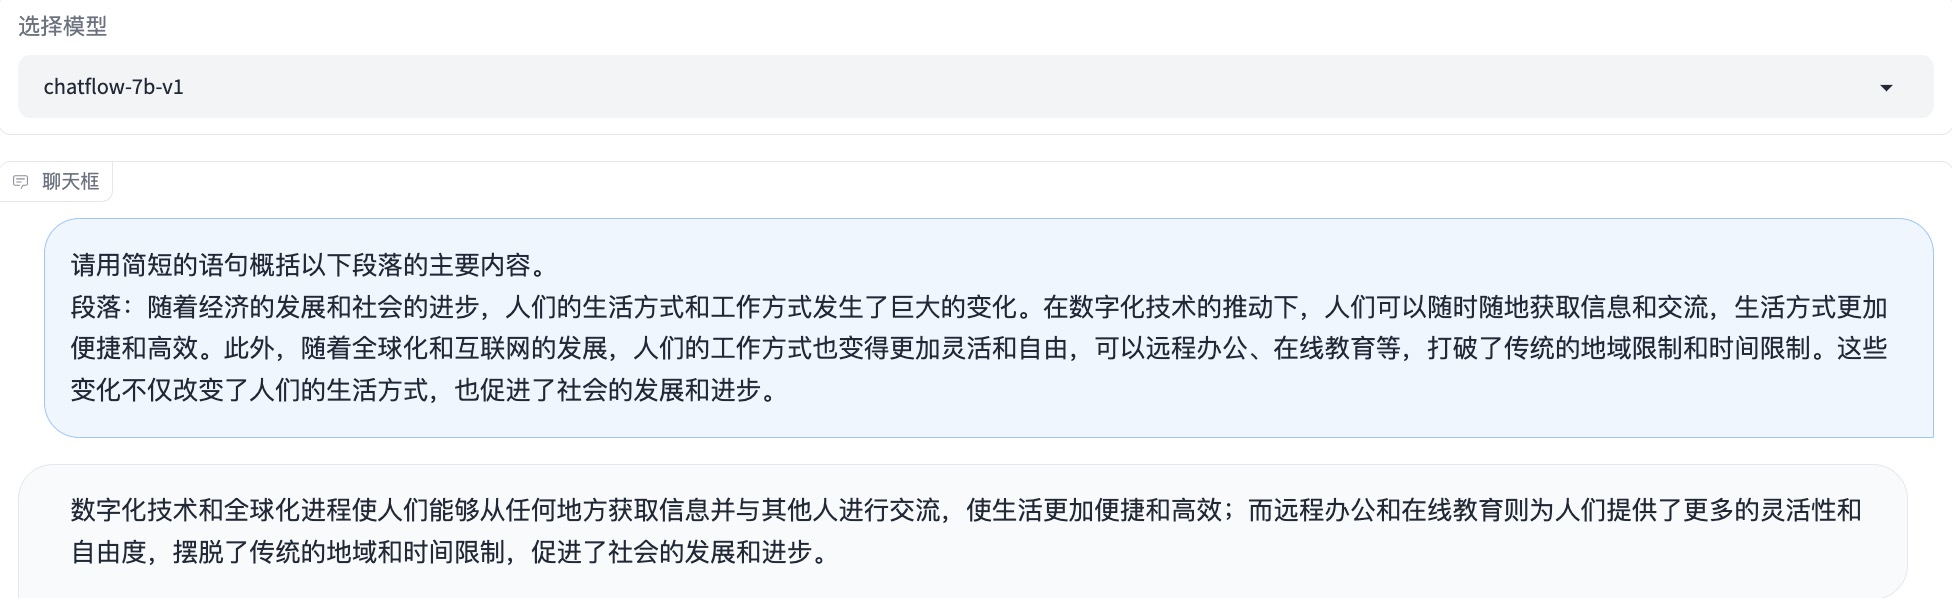 选择模型
chatflow-7b-v1
聊天框
请用简短的语句概括以下段落的主要内容。
段落：随着经济的发展和社会的进步，人们的生活方式和工作方式发生了巨大的变化。在数字化技术的推动下，人们可以随时随地获取信息和交流，生活方式更加
便捷和高效。此外，随着全球化和互联网的发展，人们的工作方式也变得更加灵活和自由，可以远程办公、在线教育等，打破了传统的地域限制和时间限制。这些
变化不仅改变了人们的生活方式，也促进了社会的发展和进步。
数字化技术和全球化进程使人们能够从任何地方获取信息并与其他人进行交流，使生活更加便捷和高效；而远程办公和在线教育则为人们提供了更多的灵活性和
自由度，摆脱了传统的地域和时间限制，促进了社会的发展和进步。